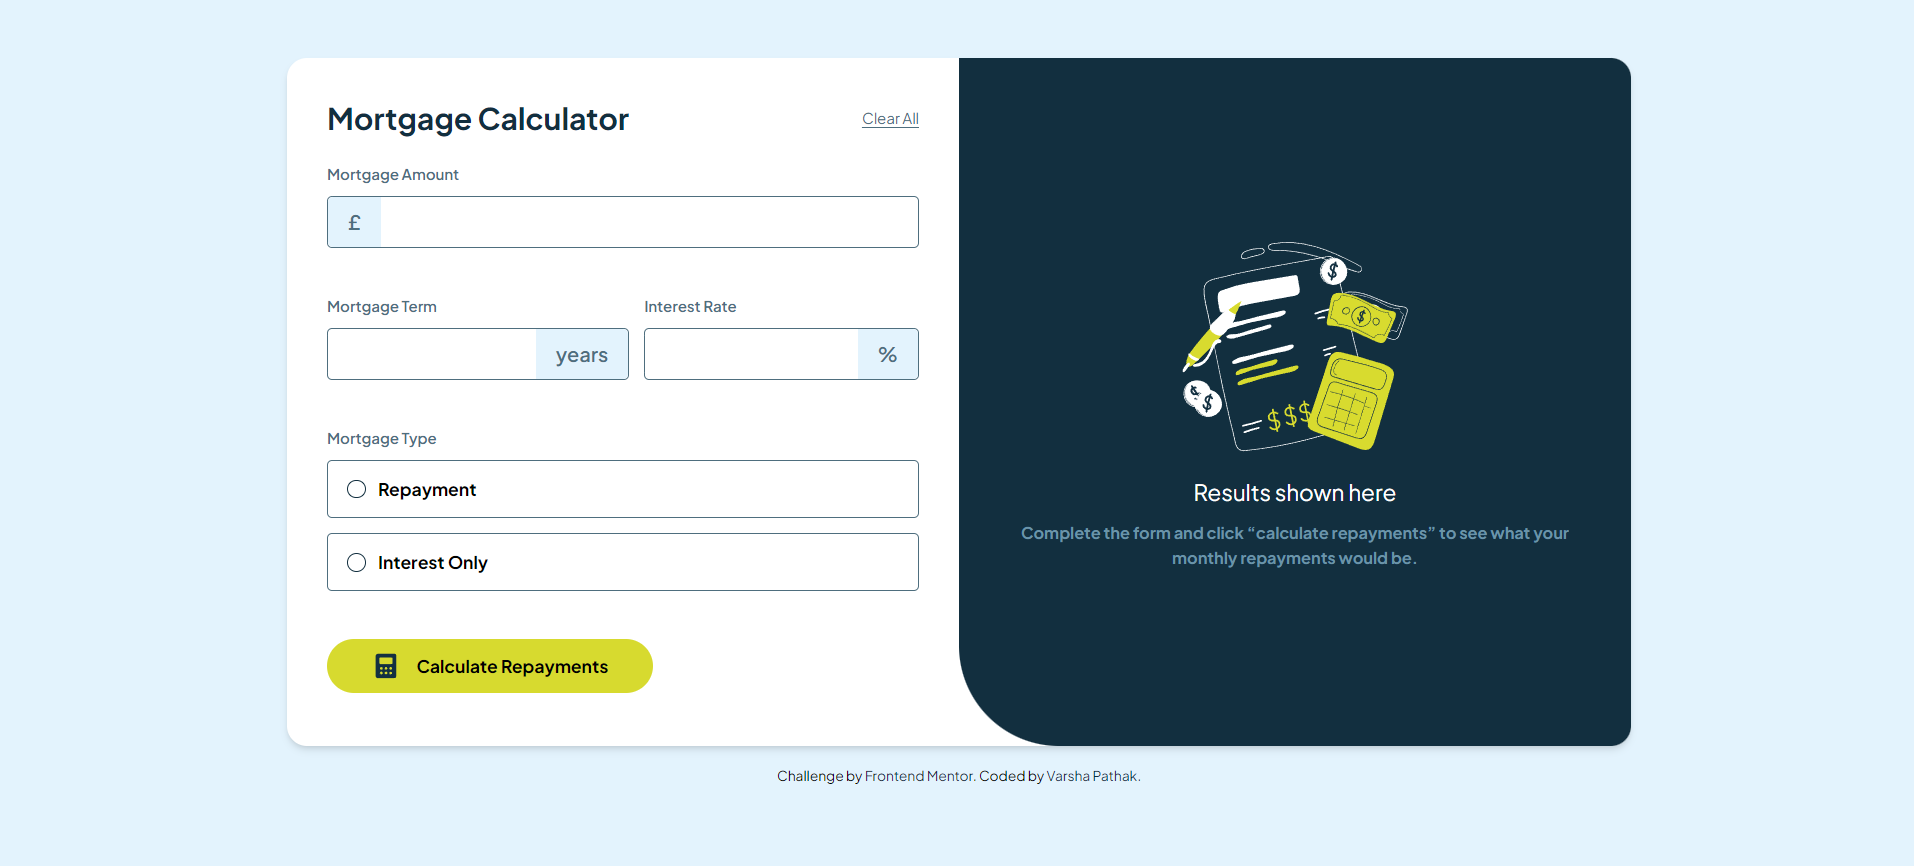 Mortgage Calculator
Clear All
Mortgage Amount
£
Mortgage Term
Interest Rate
years
%
Mortgage Type
Repayment
Interest Only
Calculate Repayments
$
$
$
$
$$$
Results shown here
Complete the form and click “calculate repayments” to see what your
monthly repayments would be.
Challenge by Frontend Mentor. Coded by Varsha Pathak.